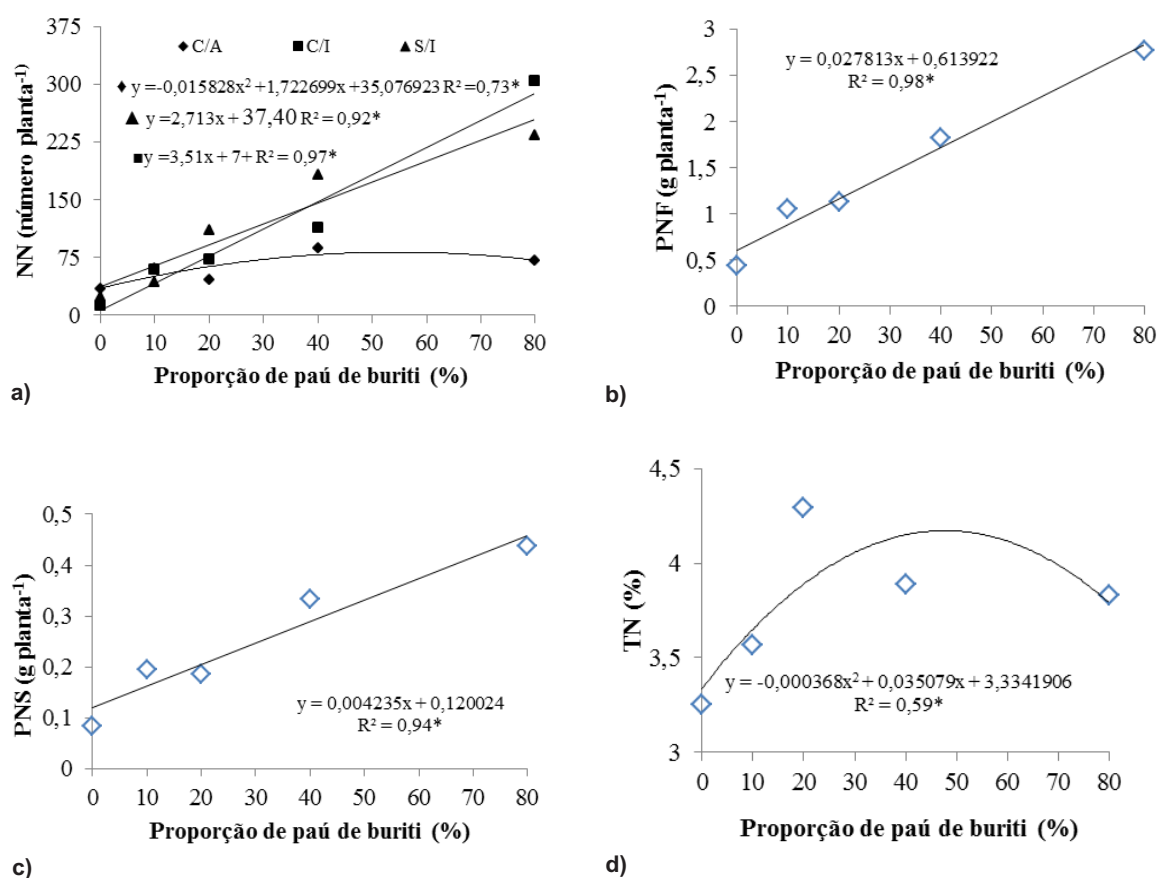 375
300
225
150
75
0
NN (número planta-1)
◆ C/A ■ C/I ▲ S/I
◆ y =-0,015828x2 + 1,722699x + 35,076923 R2 =0,73*
▲ y =2,713x + 37,40 R2 = 0,92*
■ y =3,51x + 7+ R2 = 0,97*
0 10 20 30 40 50 60 70 80
Proporção de paú de buriti (%)
a)
3
2,5
2
1,5
1
0,5
0
PNF (g planta-1)
y = 0,027813x + 0,613922
R2 = 0,98*
0 10 20 30 40 50 60 70 80
Proporção de paú de buriti (%)
b)
0,5
0,4
0,3
0,2
0,1
0
PNS (g planta-1)
y = 0,004235x + 0,120024
R2 = 0,94*
0 10 20 30 40 50 60 70 80
Proporção de paú de buriti (%)
c)
4,5
4
3,5
3
TN (%)
y = -0,000368x2 + 0,035079x + 3,3341906
R2 = 0,59*
0 10 20 30 40 50 60 70 80
Proporção de paú de buriti (%)
d)